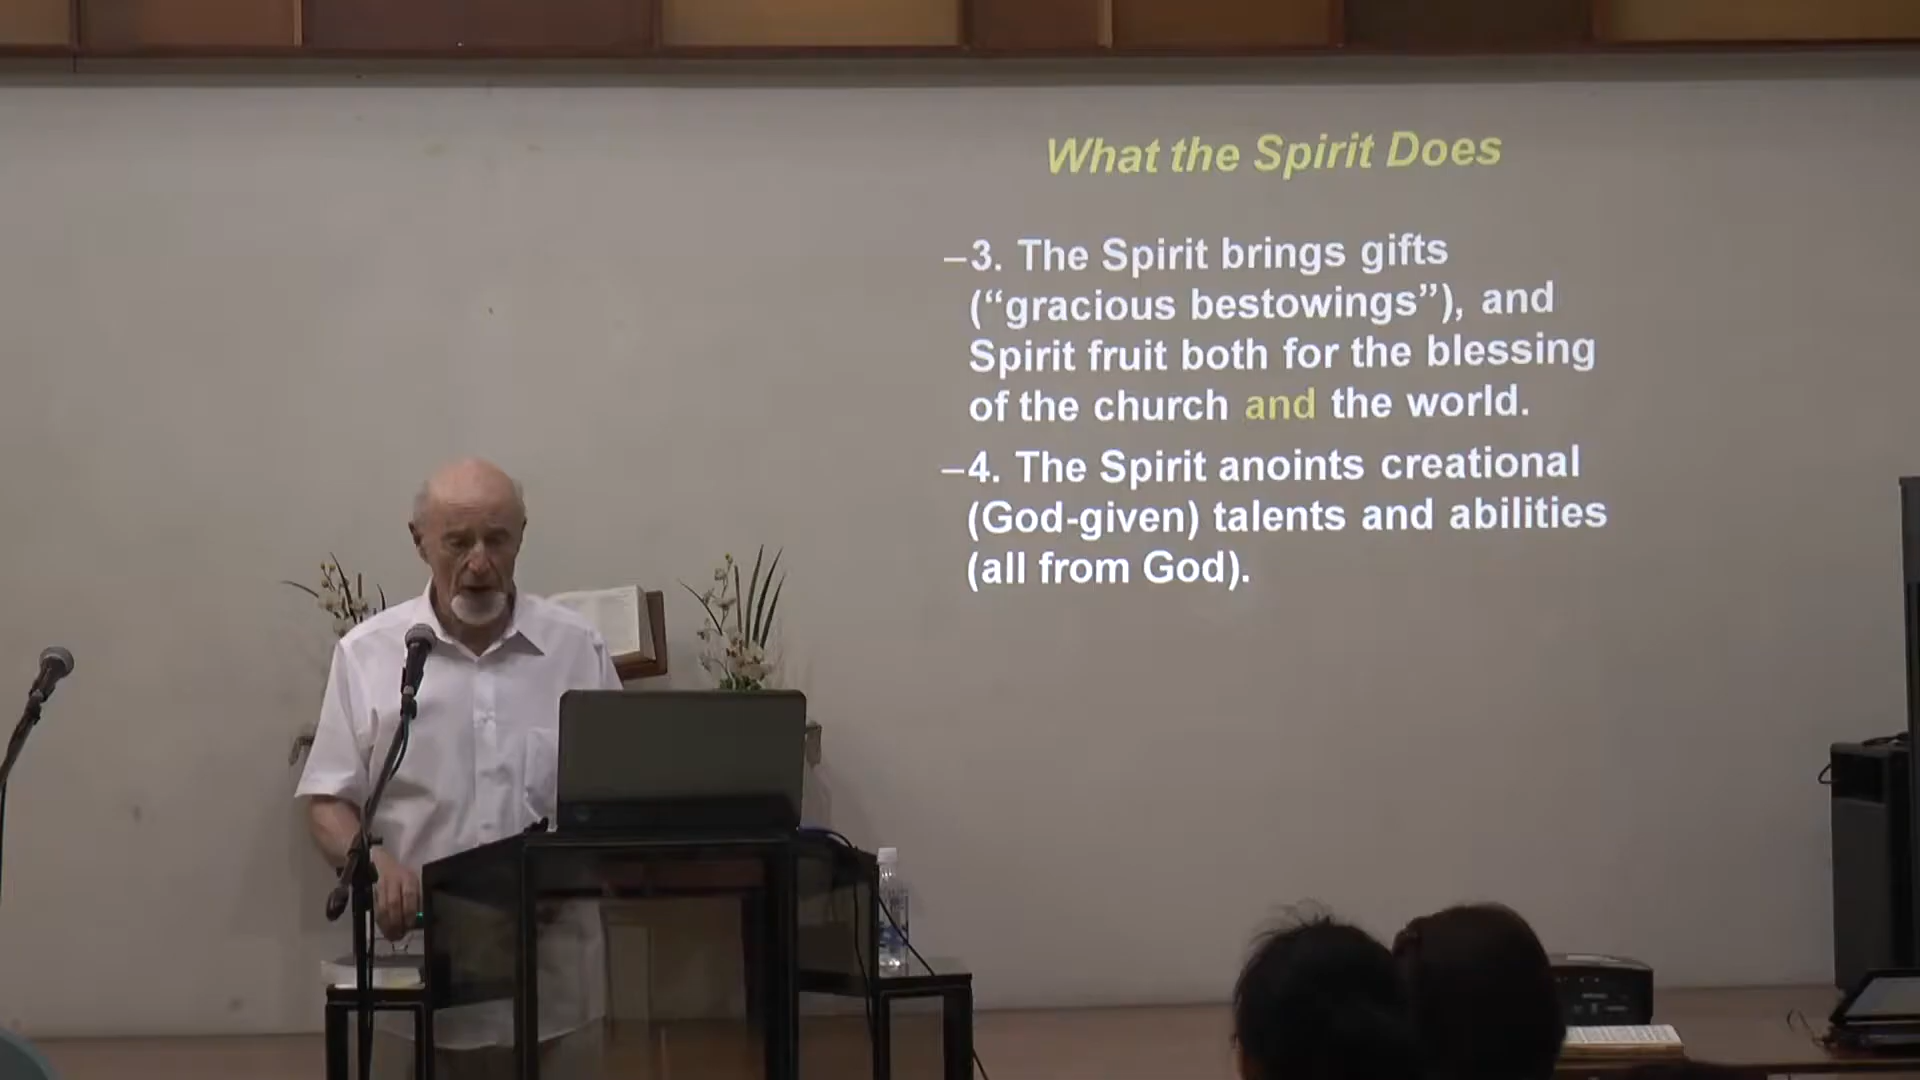 What the Spirit Does
–3. The Spirit brings gifts
(“gracious bestowings”), and
Spirit fruit both for the blessing
of the church and the world.
–4. The Spirit anoints creational
(God-given) talents and abilities
(all from God).